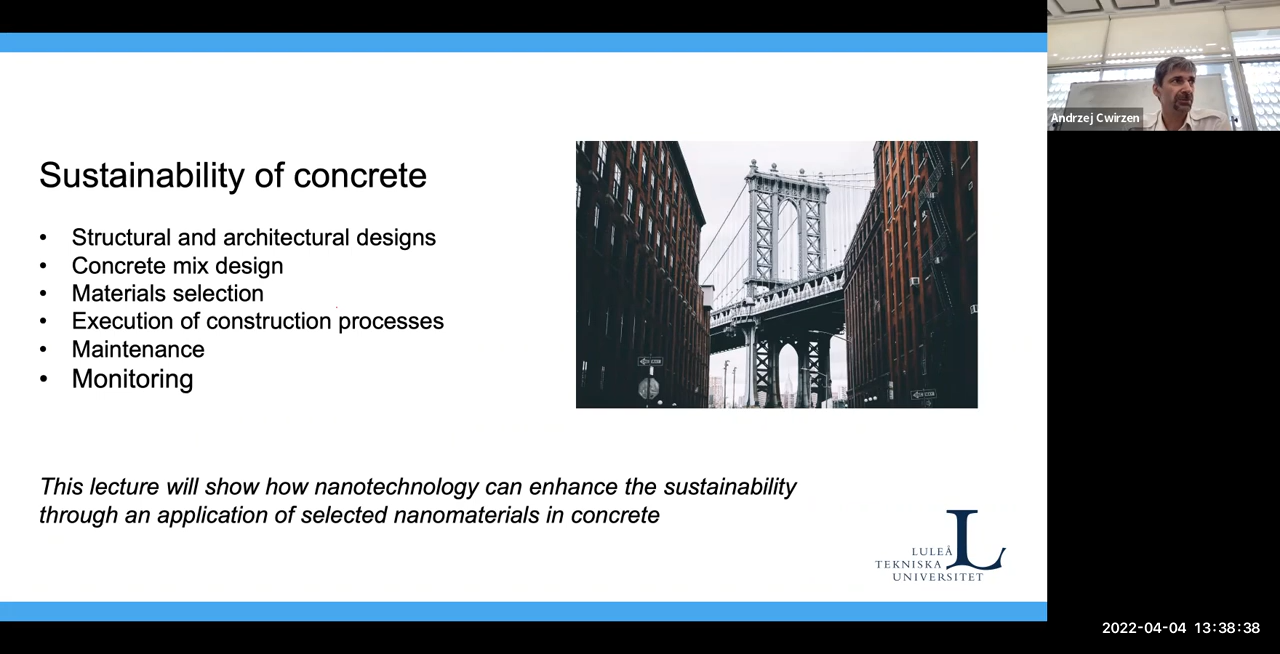 Andrzej Cwirzen
Sustainability of concrete
• Structural and architectural designs
• Concrete mix design
• Materials selection
• Execution of construction processes
• Maintenance
• Monitoring
This lecture will show how nanotechnology can enhance the sustainability
through an application of selected nanomaterials in concrete
LULEÅ
TEKNISKA
UNIVERSITET
2022-04-04 13:38:38